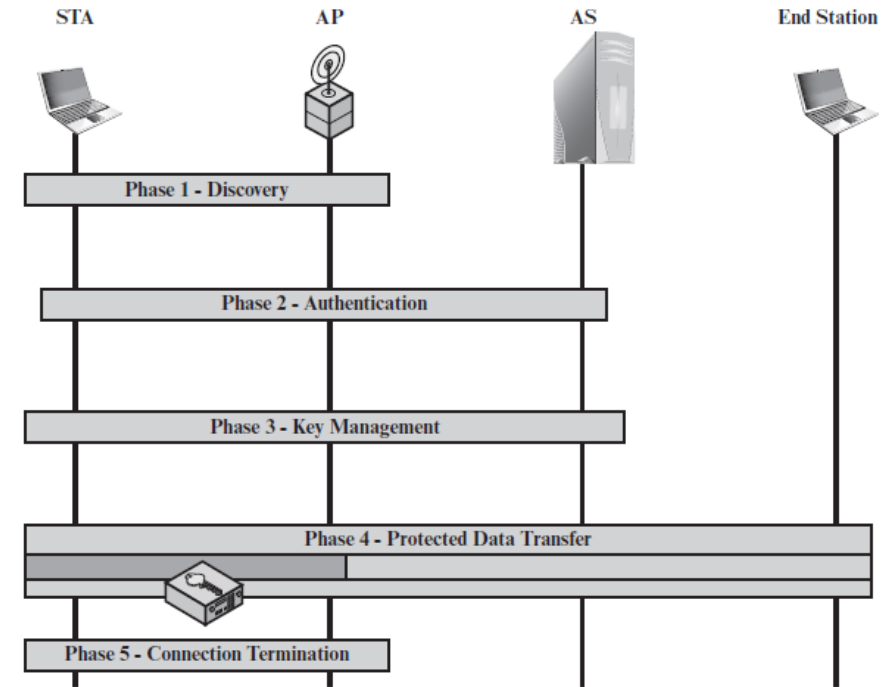 STA
AP
AS
End Station
Phase 1 - Discovery
Phase 2 - Authentication
Phase 3 - Key Management
Phase 4 - Protected Data Transfer
Phase 5 - Connection Termination